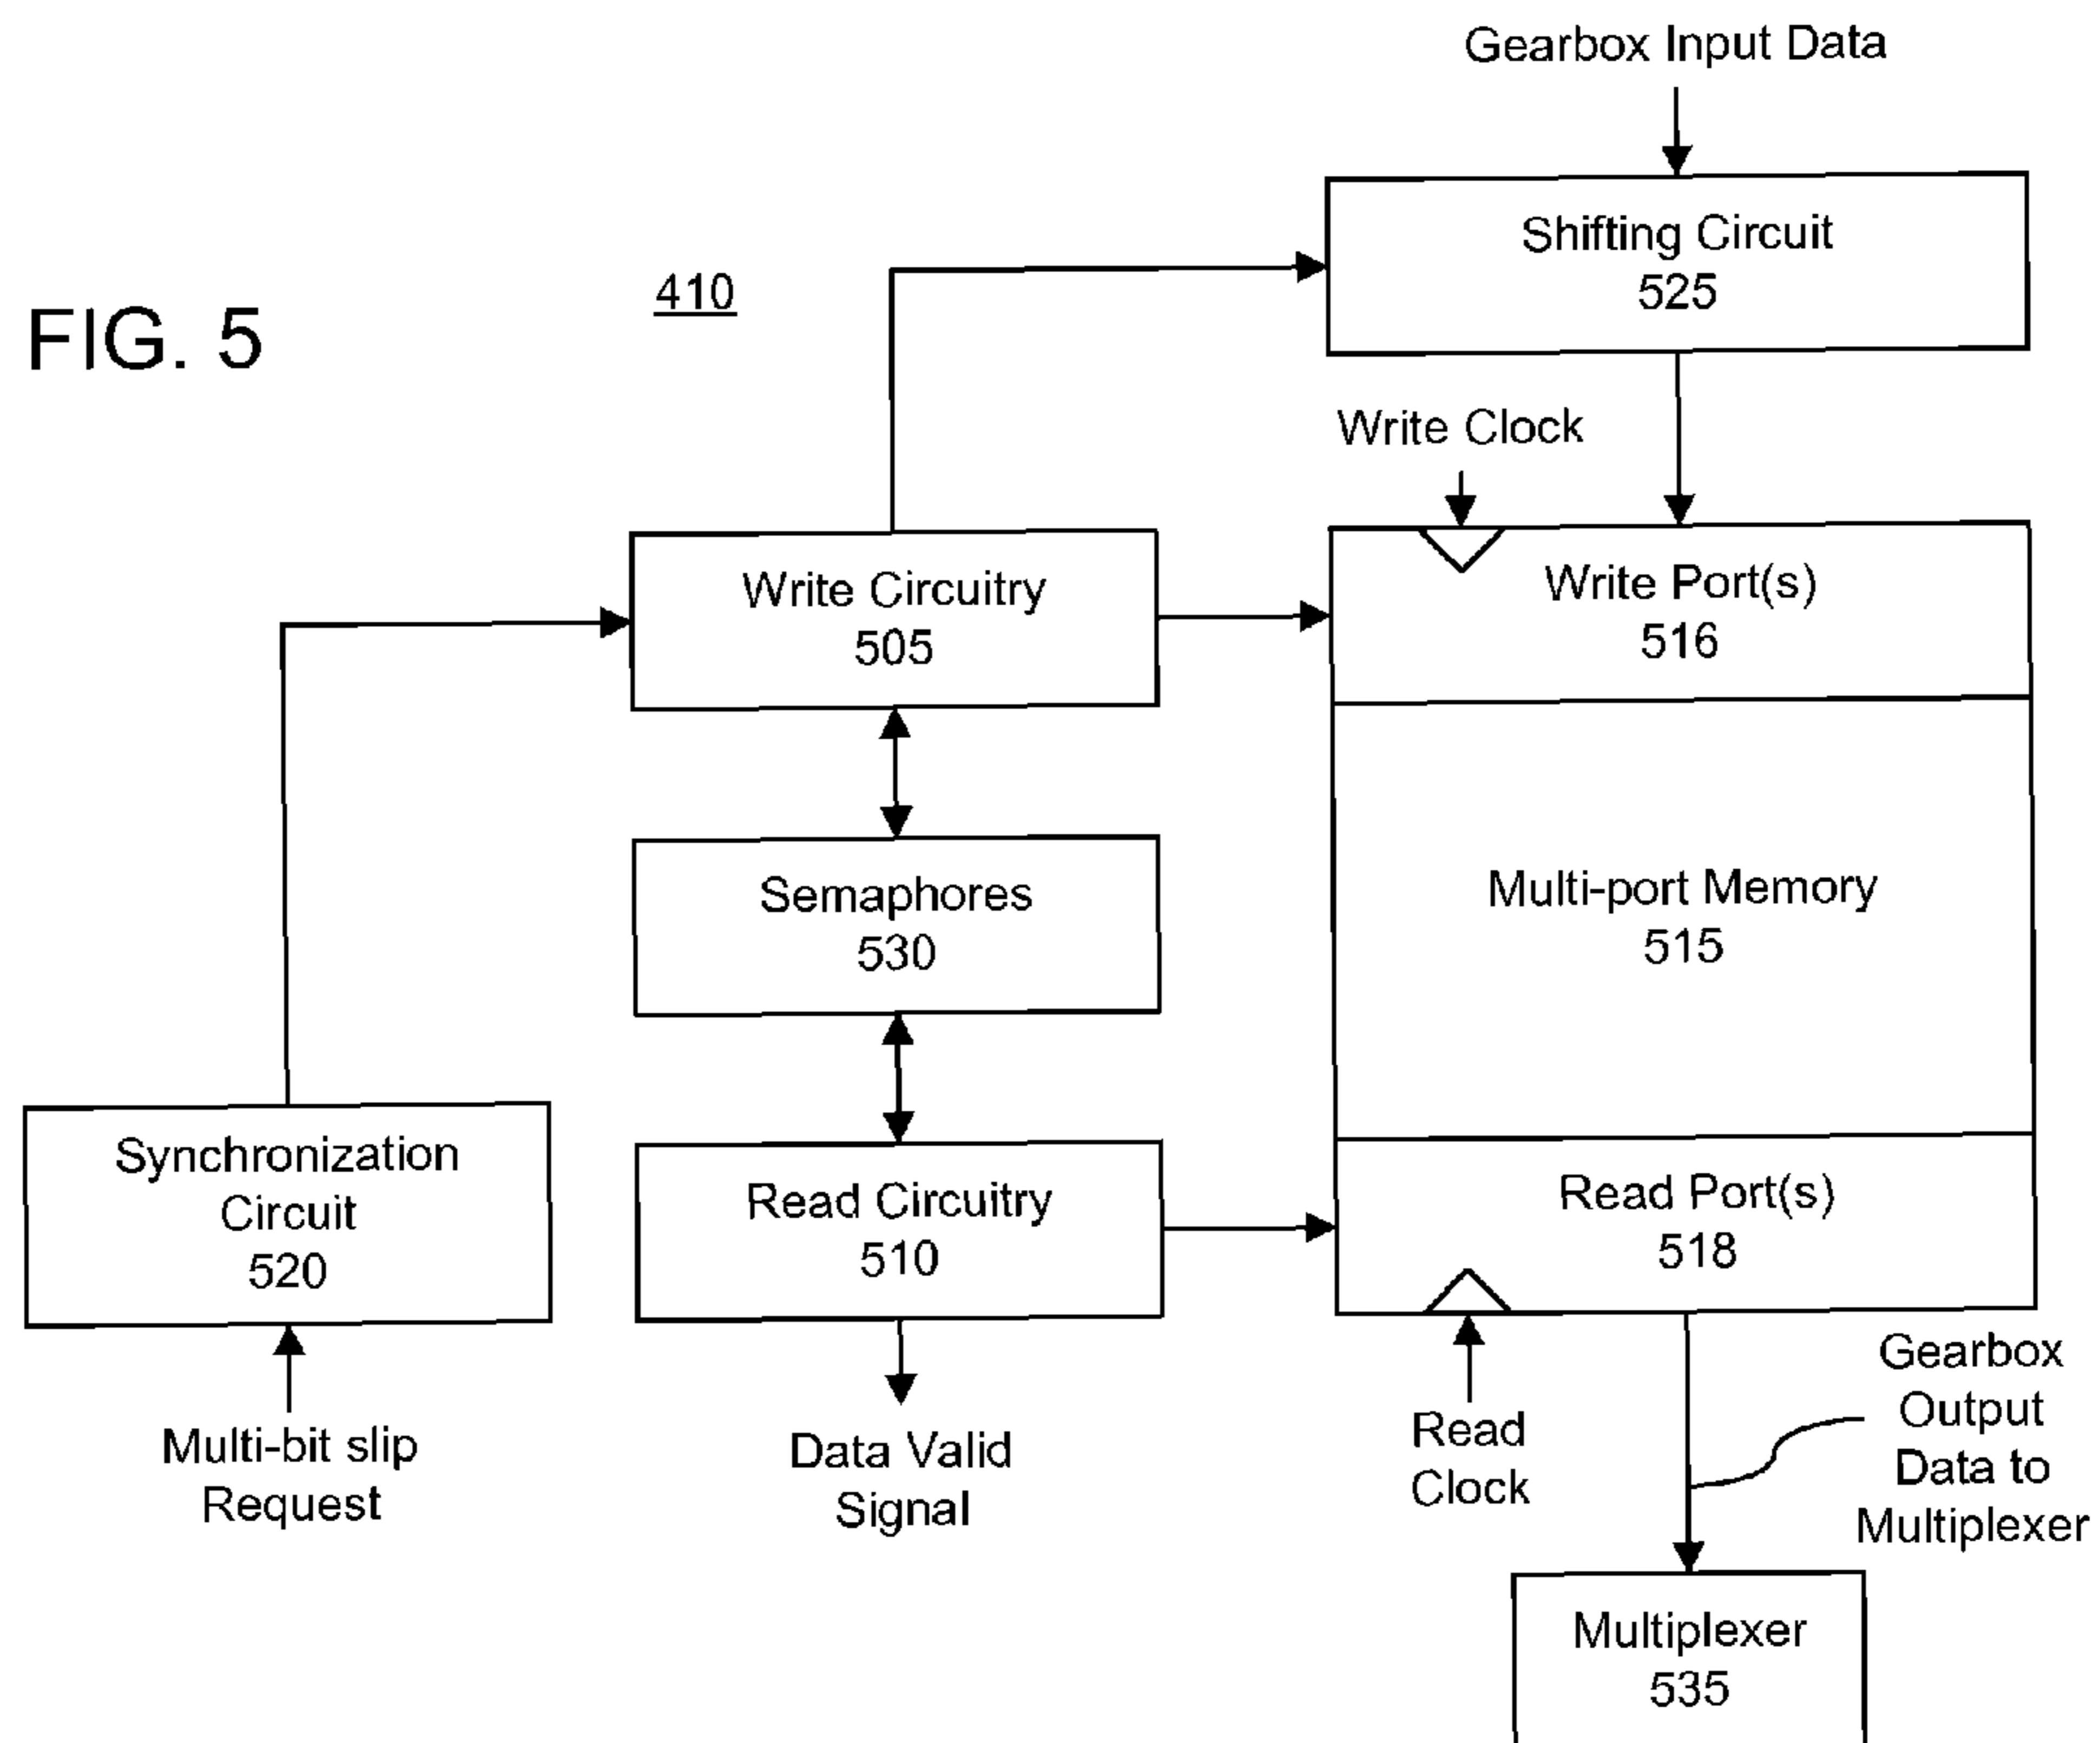 Gearbox Input Data
Shifting Circuit
525
FIG. 5
410
Write Clock
Write Circuitry
505
Write Port(s)
516
Semaphores
530
Multi-port Memory
515
Synchronization
Circuit
520
Read Circuitry
510
Read Port(s)
518
Multi-bit slip
Request
Data Valid
Signal
Read
Clock
Gearbox
Output
Data to
Multiplexer
Multiplexer
535